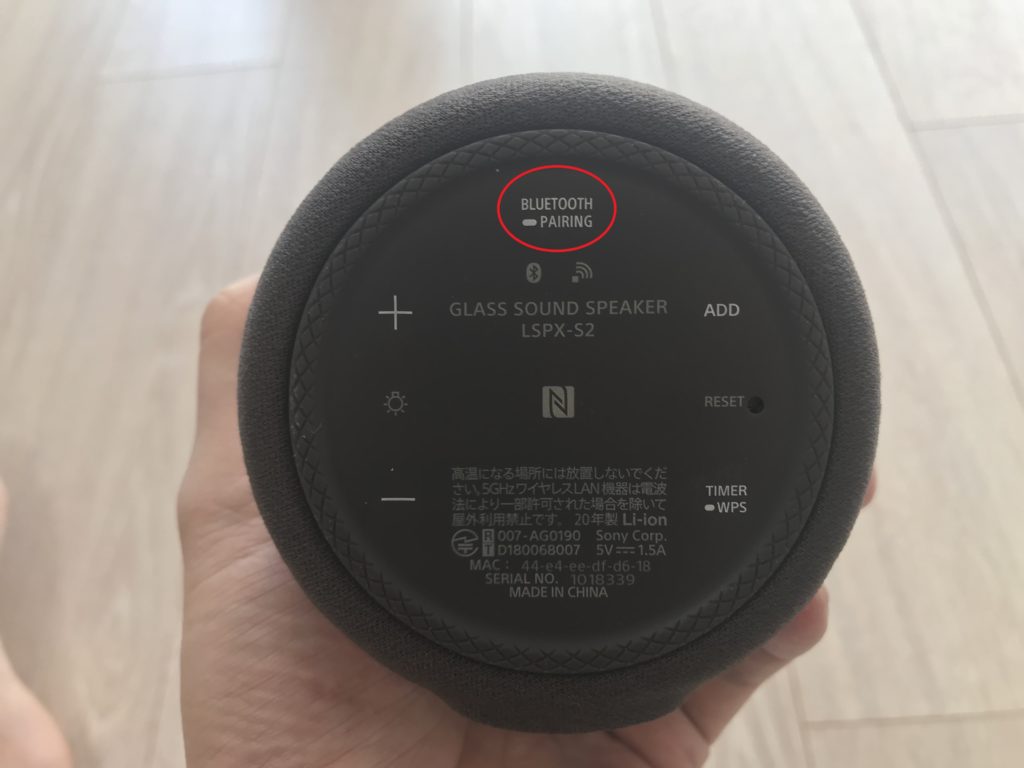 BLUETOOTH
PAIRING
GLASS SOUND SPEAKER
LSPX-S2
+
ADD
RESET
−
高温になる場所には放置しないでくだ
さい。5GHzワイヤレスLAN機器は電波
法により一部許可された場合を除いて
屋外利用禁止です。 20年製 Li-ion
R 007-AG0190 Sony Corp.
T D180068007 5V⎓1.5A
MAC： 44-e4-ee-df-d6-18
SERIAL NO. 1018339
MADE IN CHINA
TIMER
WPS